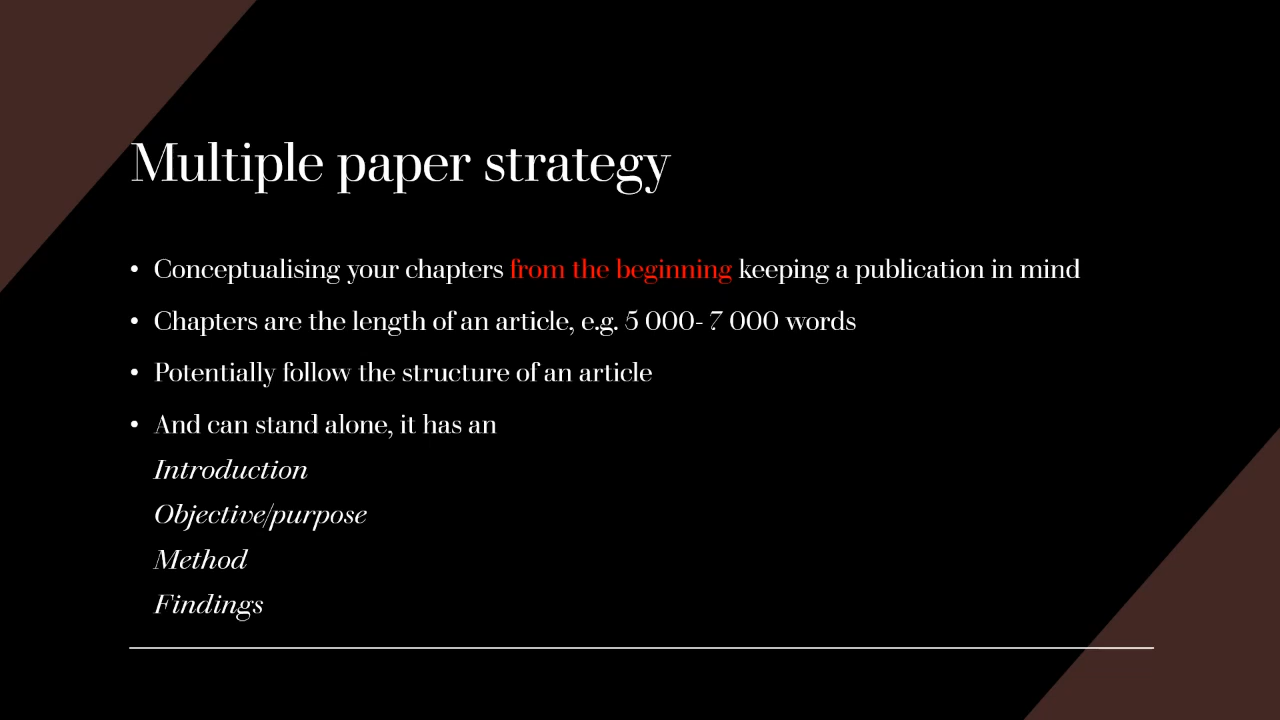 Multiple paper strategy
• Conceptualising your chapters from the beginning keeping a publication in mind
• Chapters are the length of an article, e.g. 5 000- 7 000 words
• Potentially follow the structure of an article
• And can stand alone, it has an
Introduction
Objective/purpose
Method
Findings